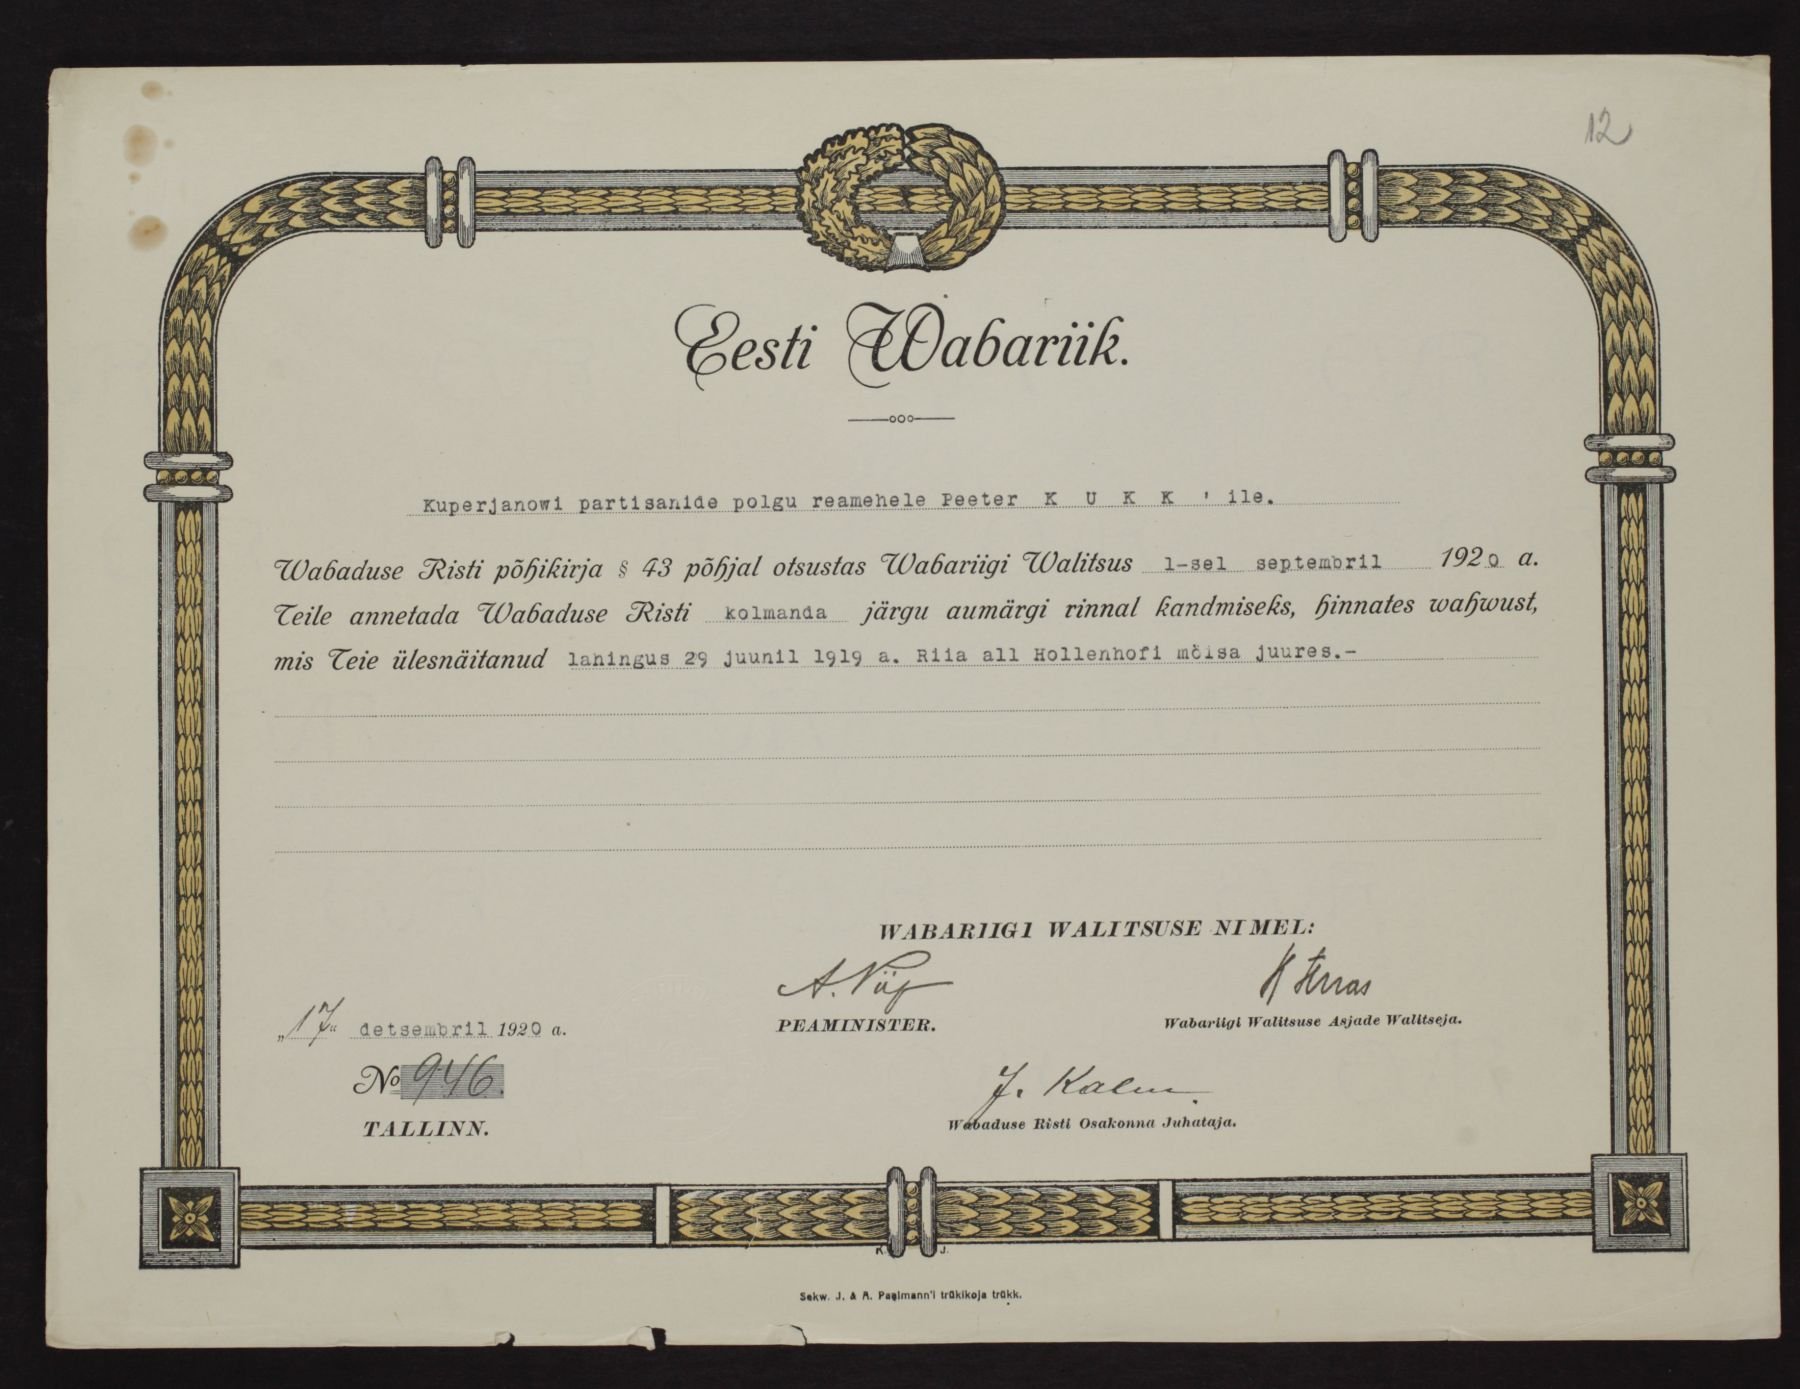 12
Eesti Wabariik.
Kuperjanowi partisanide polgu reamehele Peeter K U K K ' ile.
Wabaduse Risti põhikirja § 43 põhjal otsustas Wabariigi Walitsus 1-sel septembril 1920 a.
Teile annetada Wabaduse Risti kolmanda järgu aumärgi rinnal kandmiseks, hinnates wahwust,
mis Teie ülesnäitanud lahingus 29 juunil 1919 a. Riia all Hollenhofi mõisa juures.-
WABARIIGI WALITSUSE NIMEL:
A. Piip
K Terras
PEAMINISTER.
Wabariigi Walitsuse Asjade Walitseja.
„17" detsembril 1920 a.
No 946.
J. Kalm
TALLINN.
Wabaduse Risti Osakonna Juhataja.
K. J.
Sekw. J. & A. Paalmann'i trükikoja trükk.